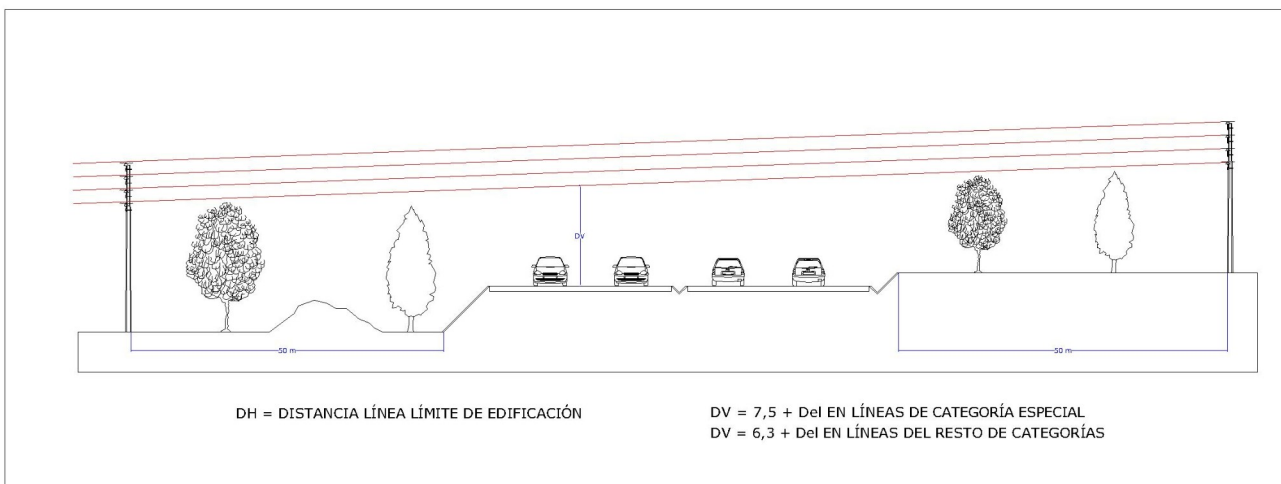 DV
50 m
50 m
DH = DISTANCIA LÍNEA LÍMITE DE EDIFICACIÓN
DV = 7,5 + Del EN LÍNEAS DE CATEGORÍA ESPECIAL
DV = 6,3 + Del EN LÍNEAS DEL RESTO DE CATEGORÍAS